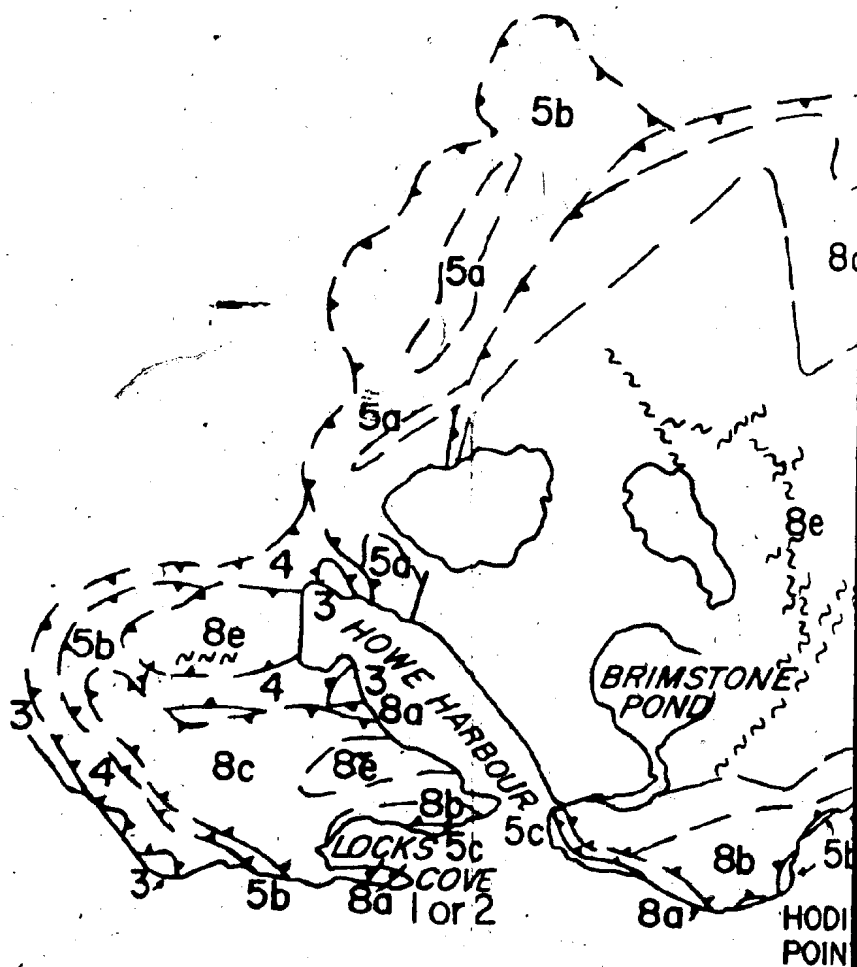 5b
5a
8c
5a
8e
4
5a
3
8e
5b
HOWE HARBOUR
BRIMSTONE
POND
4
3
8a
3
8c
8e
4
8b
5c
LOCKS
COVE
5c
8b
3
5b
8a
1 or 2
8a
HODI
POIN